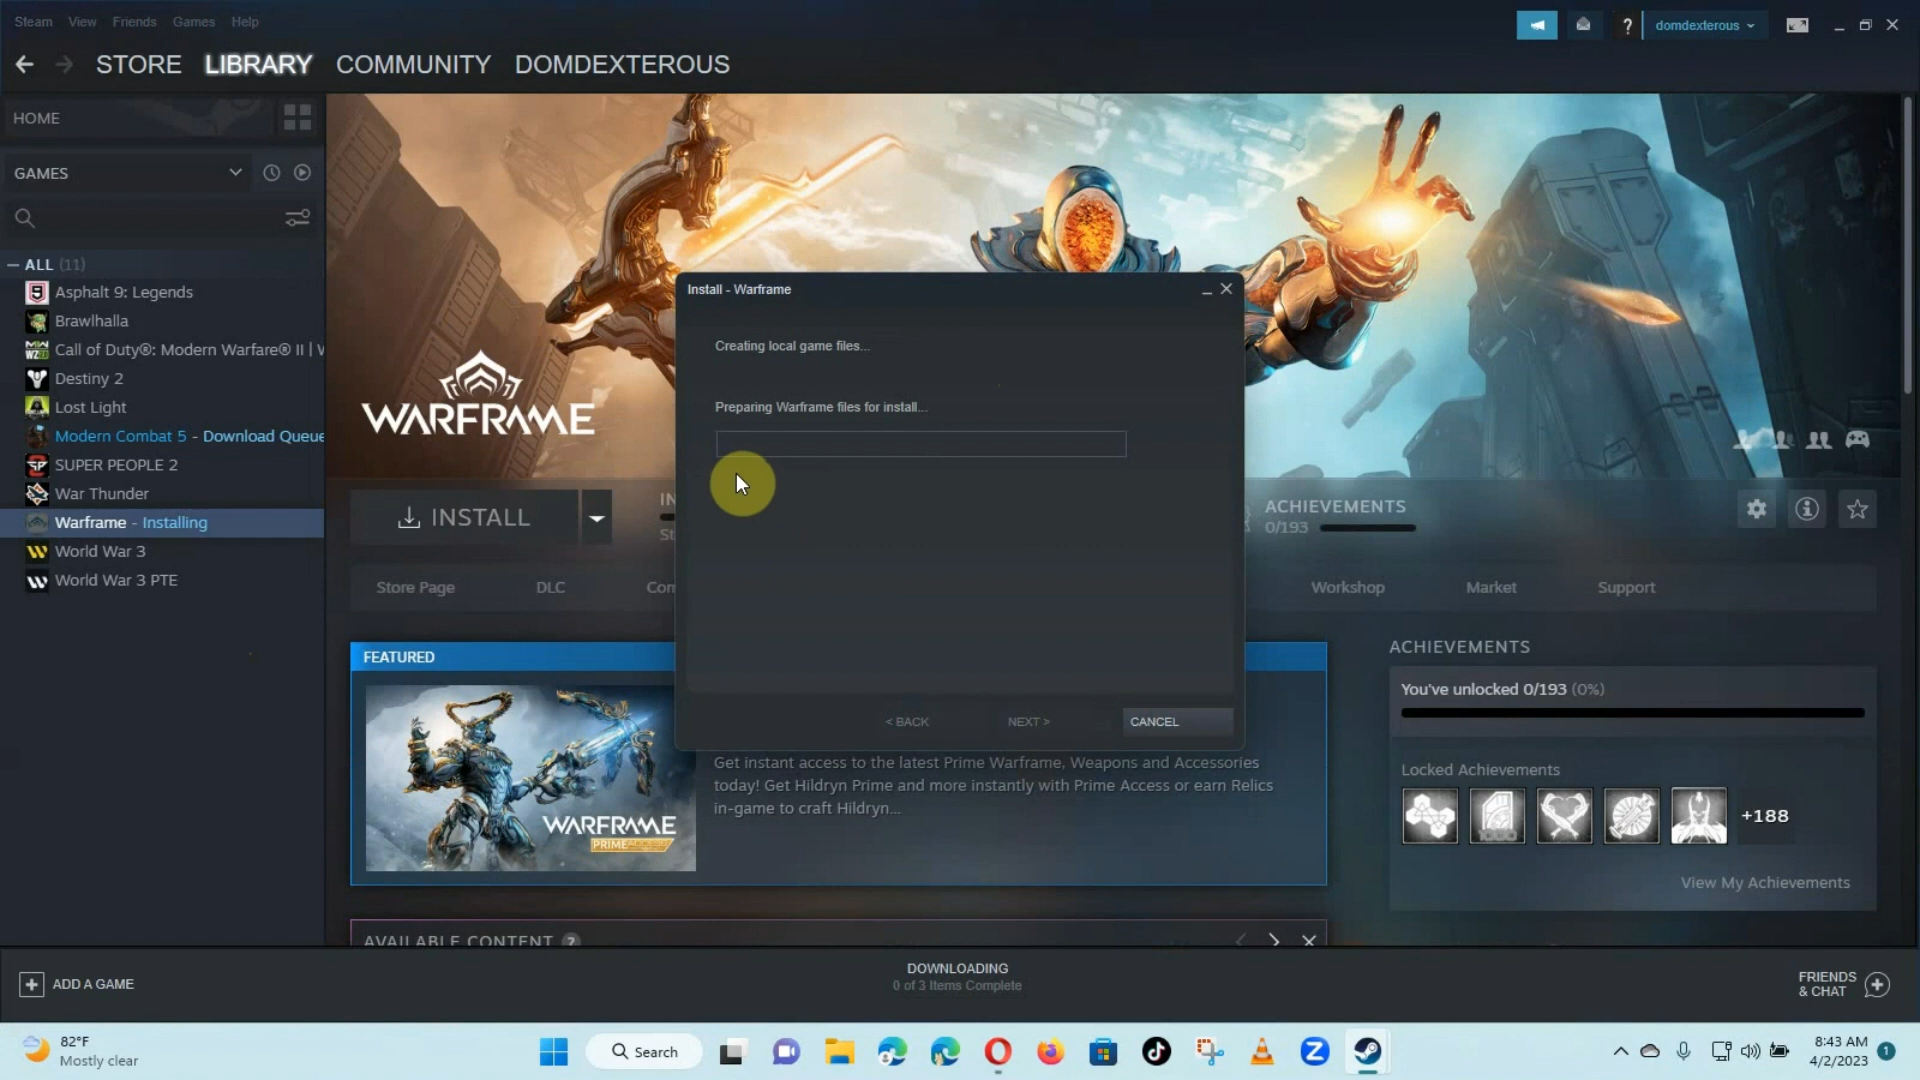 Steam View Friends Games Help
domdexterous
STORE LIBRARY COMMUNITY DOMDEXTEROUS
HOME
GAMES
ALL (11)
Asphalt 9: Legends
Brawlhalla
Call of Duty®: Modern Warfare® II |
Destiny 2
Lost Light
Modern Combat 5 - Download Queue
SUPER PEOPLE 2
War Thunder
Warframe - Installing
World War 3
World War 3 PTE
WARFRAME
Install - Warframe
Creating local game files...
Preparing Warframe files for install...
< BACK NEXT > CANCEL
INSTALL
ACHIEVEMENTS
0/193
Store Page DLC Workshop Market Support
FEATURED
WARFRAME
PRIME ACCESS
Get instant access to the latest Prime Warframe, Weapons and Accessories
today! Get Hildryn Prime and more instantly with Prime Access or earn Relics
in-game to craft Hildryn...
ACHIEVEMENTS
You've unlocked 0/193 (0%)
Locked Achievements
+188
View My Achievements
AVAILABLE CONTENT ?
ADD A GAME
DOWNLOADING
0 of 3 Items Complete
FRIENDS
& CHAT
82°F
Mostly clear
Search
8:43 AM
4/2/2023
1